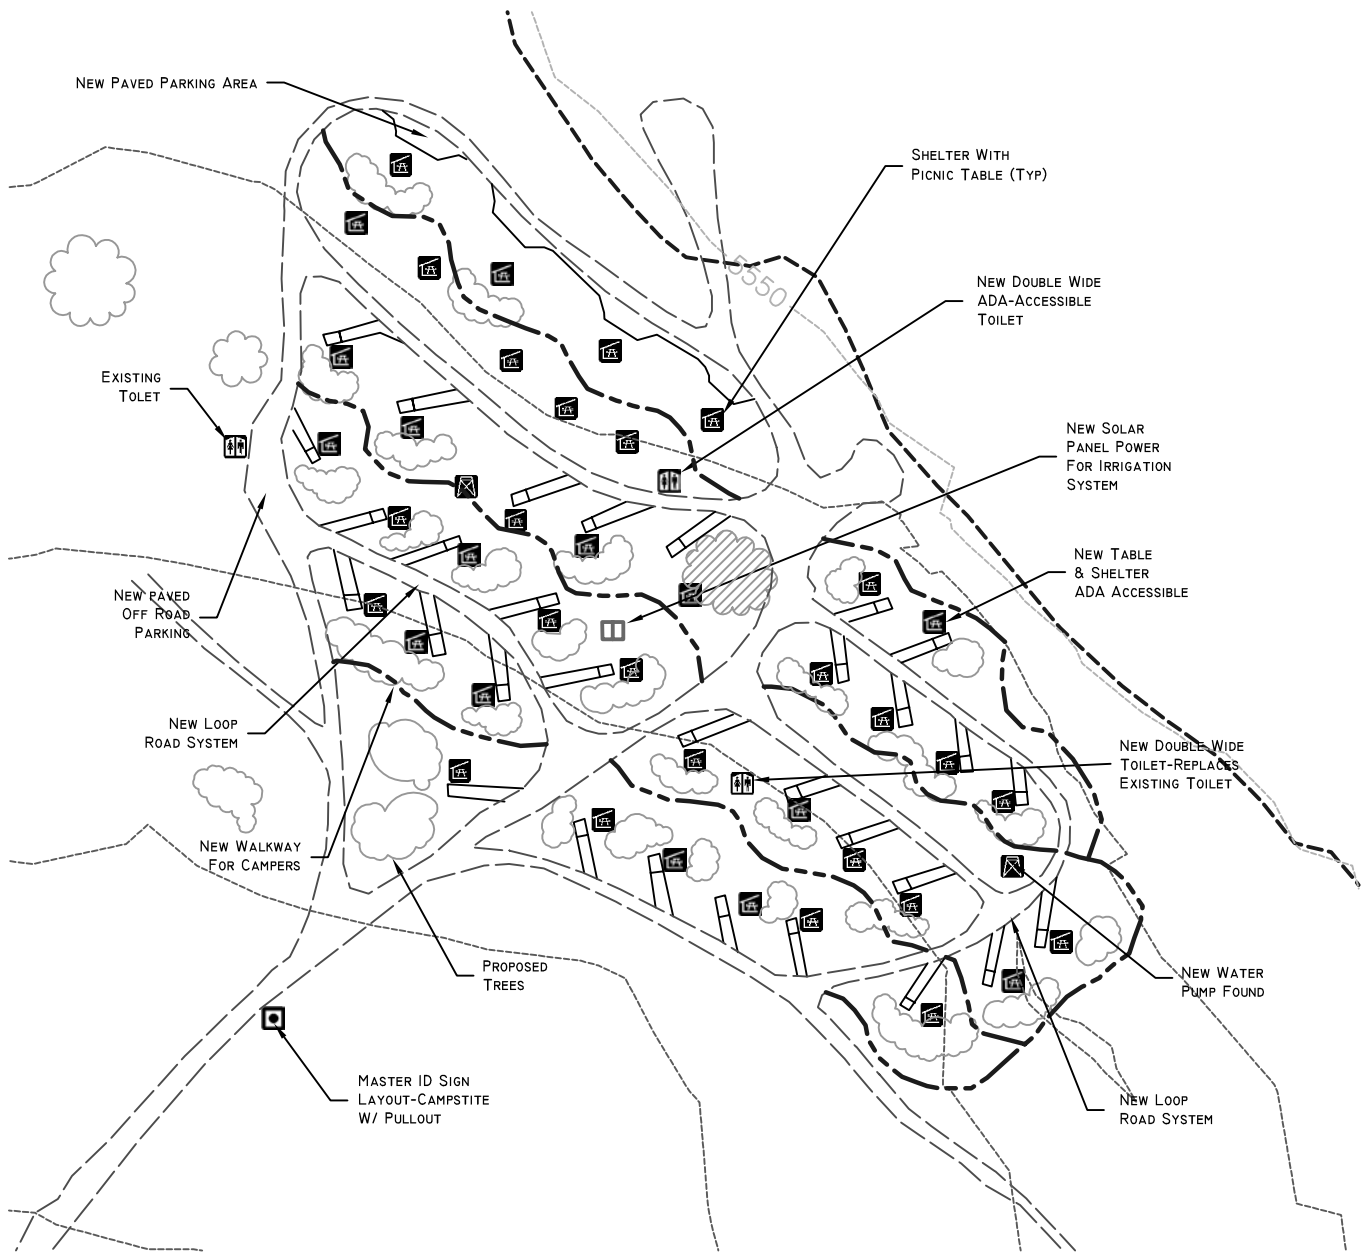 New Paved Parking Area
Shelter With
Picnic Table (Typ)
5550
New Double Wide
ADA-Accessible
Toilet
Existing
Tolet
New Solar
Panel Power
For Irrigation
System
New Table
& Shelter
ADA Accessible
New paved
Off Road
Parking
New Loop
Road System
New Double Wide
Toilet-Replaces
Existing Toilet
New Walkway
For Campers
Proposed
Trees
New Water
Pump Found
Master ID Sign
Layout-Campstite
W/ Pullout
New Loop
Road System